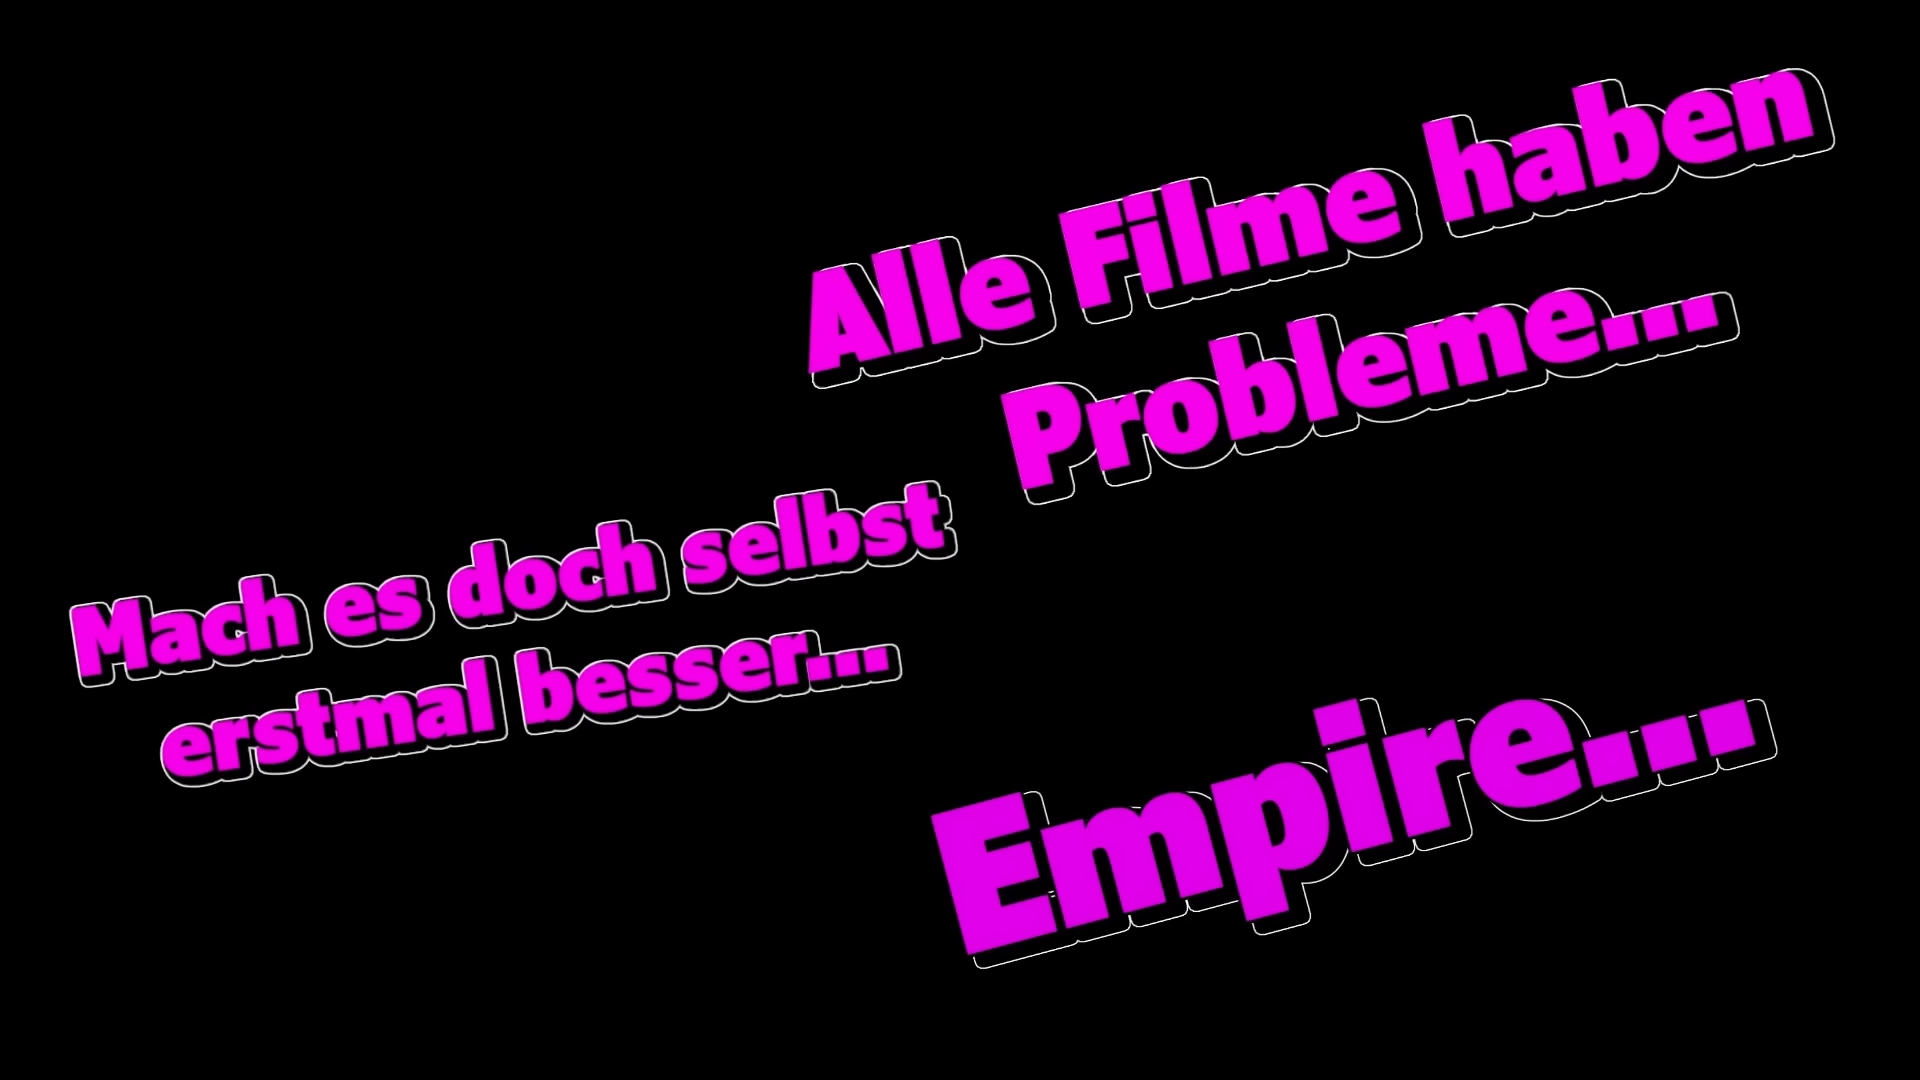 Alle Filme haben
Probleme...
Mach es doch selbst
erstmal besser...
Empire...